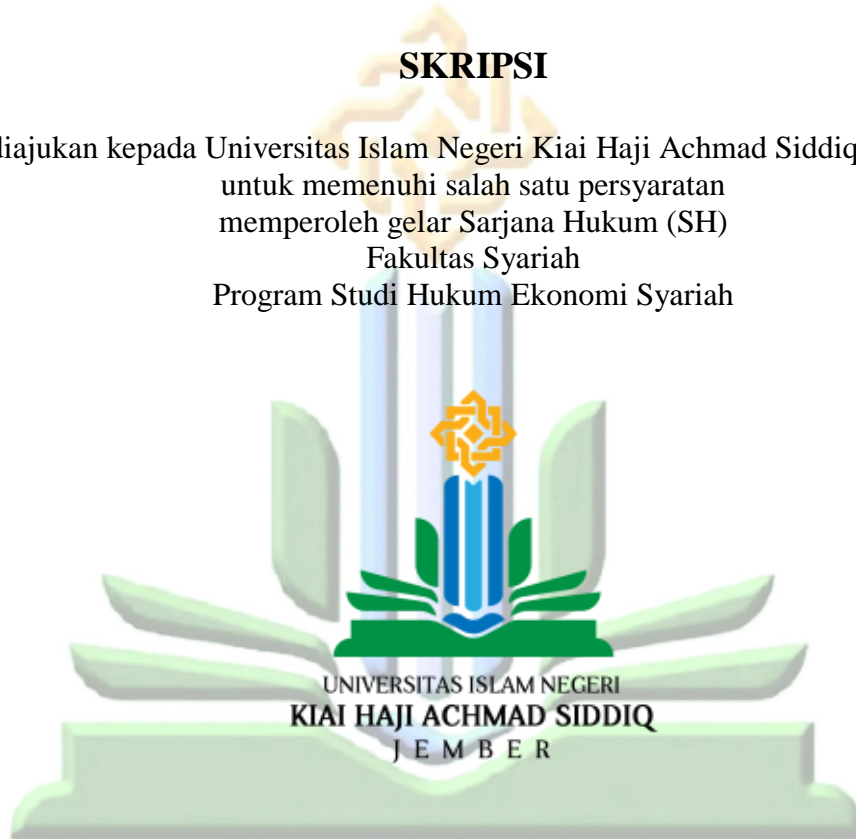 SKRIPSI
diajukan kepada Universitas Islam Negeri Kiai Haji Achmad Siddiq
untuk memenuhi salah satu persyaratan
memperoleh gelar Sarjana Hukum (SH)
Fakultas Syariah
Program Studi Hukum Ekonomi Syariah
UNIVERSITAS ISLAM NEGERI
KIAI HAJI ACHMAD SIDDIQ
JEMBER